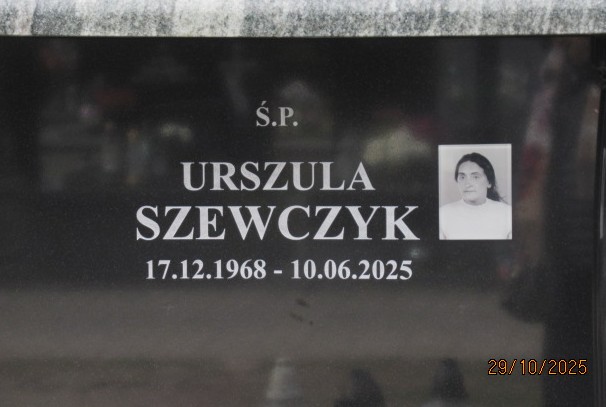 Ś.P.
URSZULA
SZEWCZYK
17.12.1968 - 10.06.2025
29/10/2025